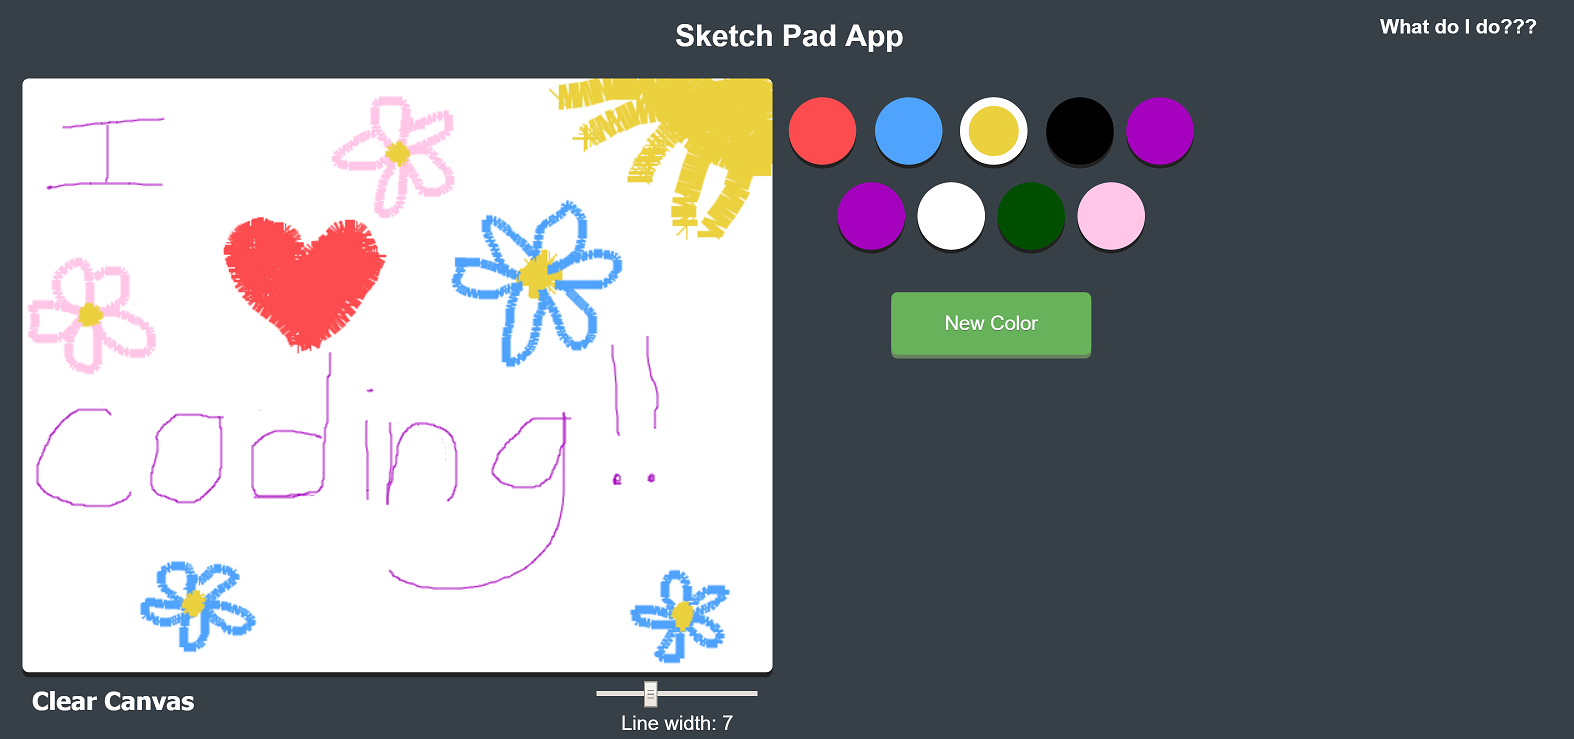 Sketch Pad App
What do I do???
I
coding!!
New Color
Clear Canvas
Line width: 7